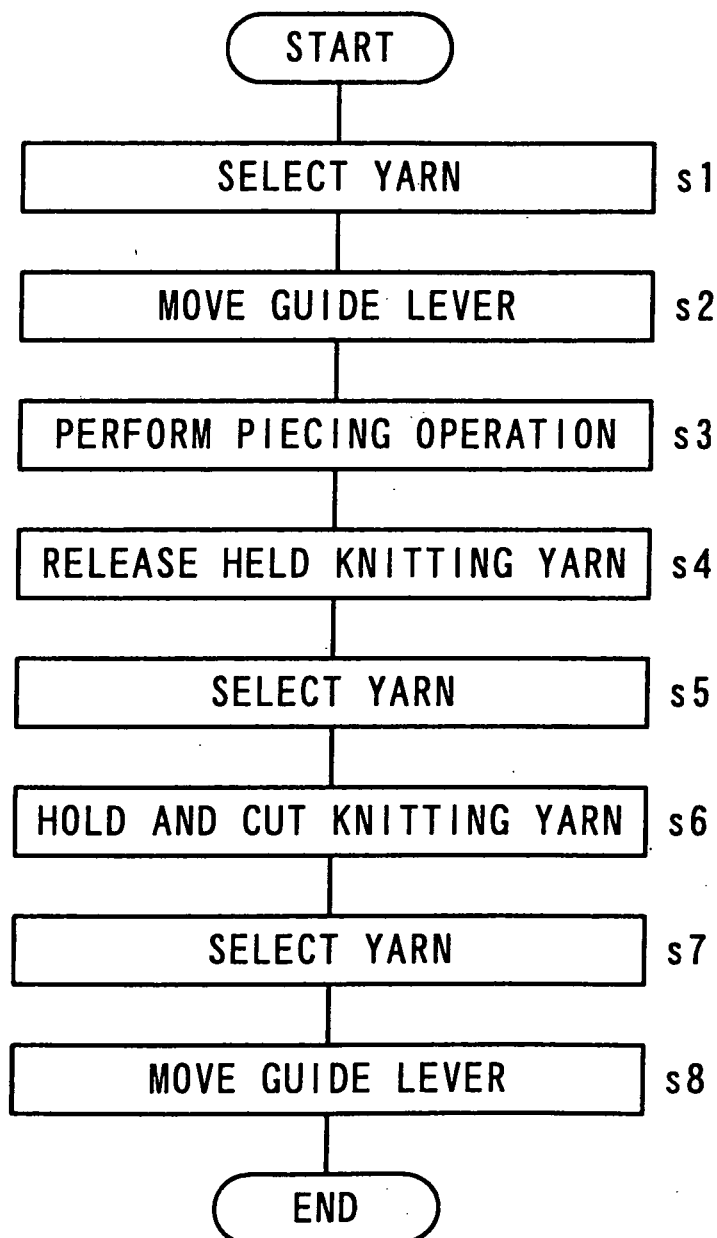 START
SELECT YARN s1
MOVE GUIDE LEVER s2
PERFORM PIECING OPERATION s3
RELEASE HELD KNITTING YARN s4
SELECT YARN s5
HOLD AND CUT KNITTING YARN s6
SELECT YARN s7
MOVE GUIDE LEVER s8
END